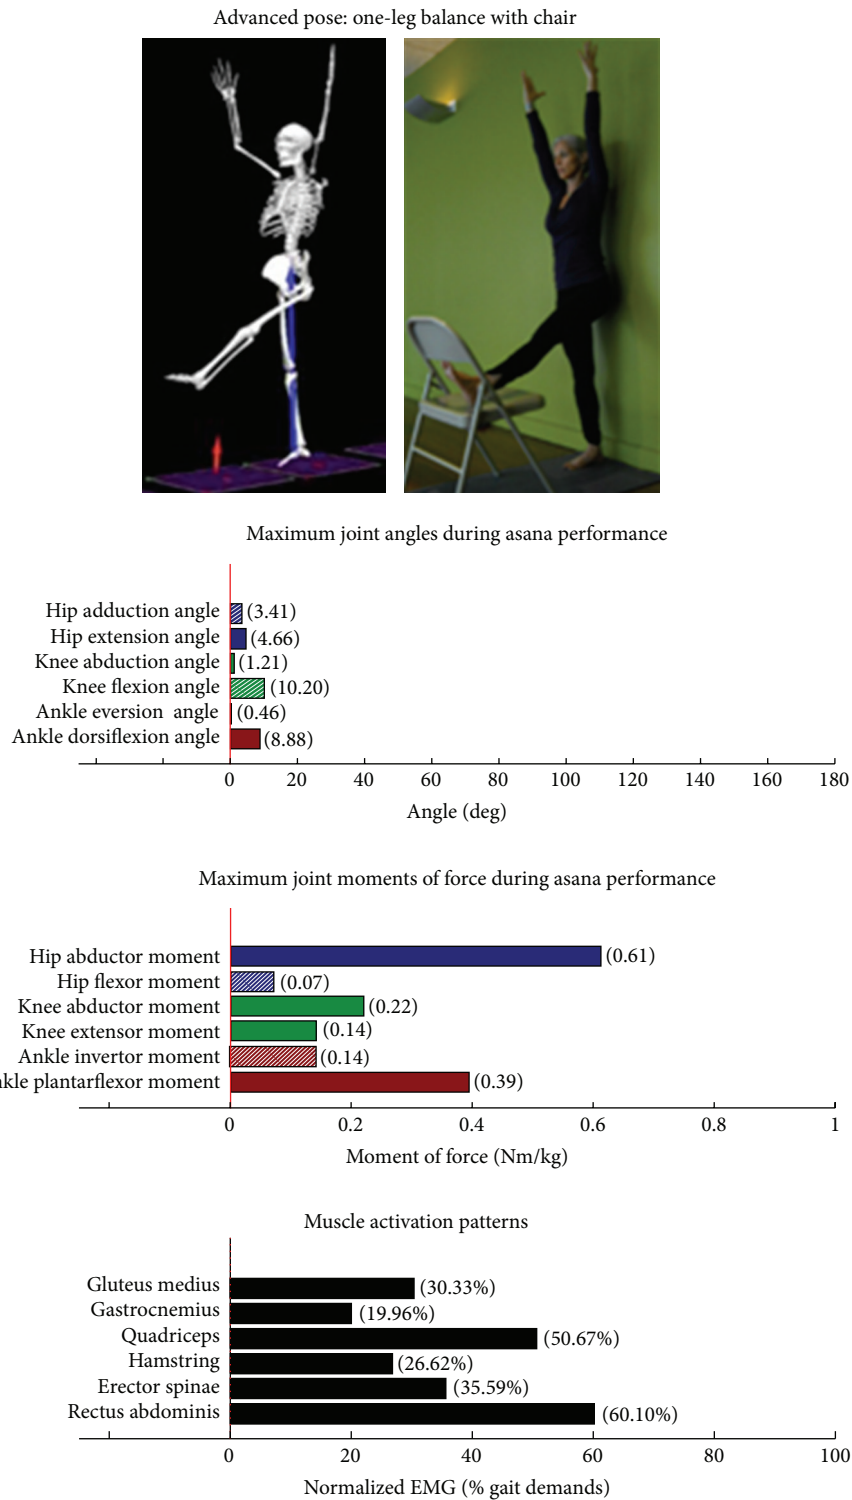 Advanced pose: one-leg balance with chair
Maximum joint angles during asana performance
Hip adduction angle (3.41)
Hip extension angle (4.66)
Knee abduction angle (1.21)
Knee flexion angle (10.20)
Ankle eversion angle (0.46)
Ankle dorsiflexion angle (8.88)
0 20 40 60 80 100 120 140 160 180
Angle (deg)
Maximum joint moments of force during asana performance
Hip abductor moment (0.61)
Hip flexor moment (0.07)
Knee abductor moment (0.22)
Knee extensor moment (0.14)
Ankle invertor moment (0.14)
kle plantarflexor moment (0.39)
0 0.2 0.4 0.6 0.8 1
Moment of force (Nm/kg)
Muscle activation patterns
Gluteus medius (30.33%)
Gastrocnemius (19.96%)
Quadriceps (50.67%)
Hamstring (26.62%)
Erector spinae (35.59%)
Rectus abdominis (60.10%)
0 20 40 60 80 100
Normalized EMG (% gait demands)